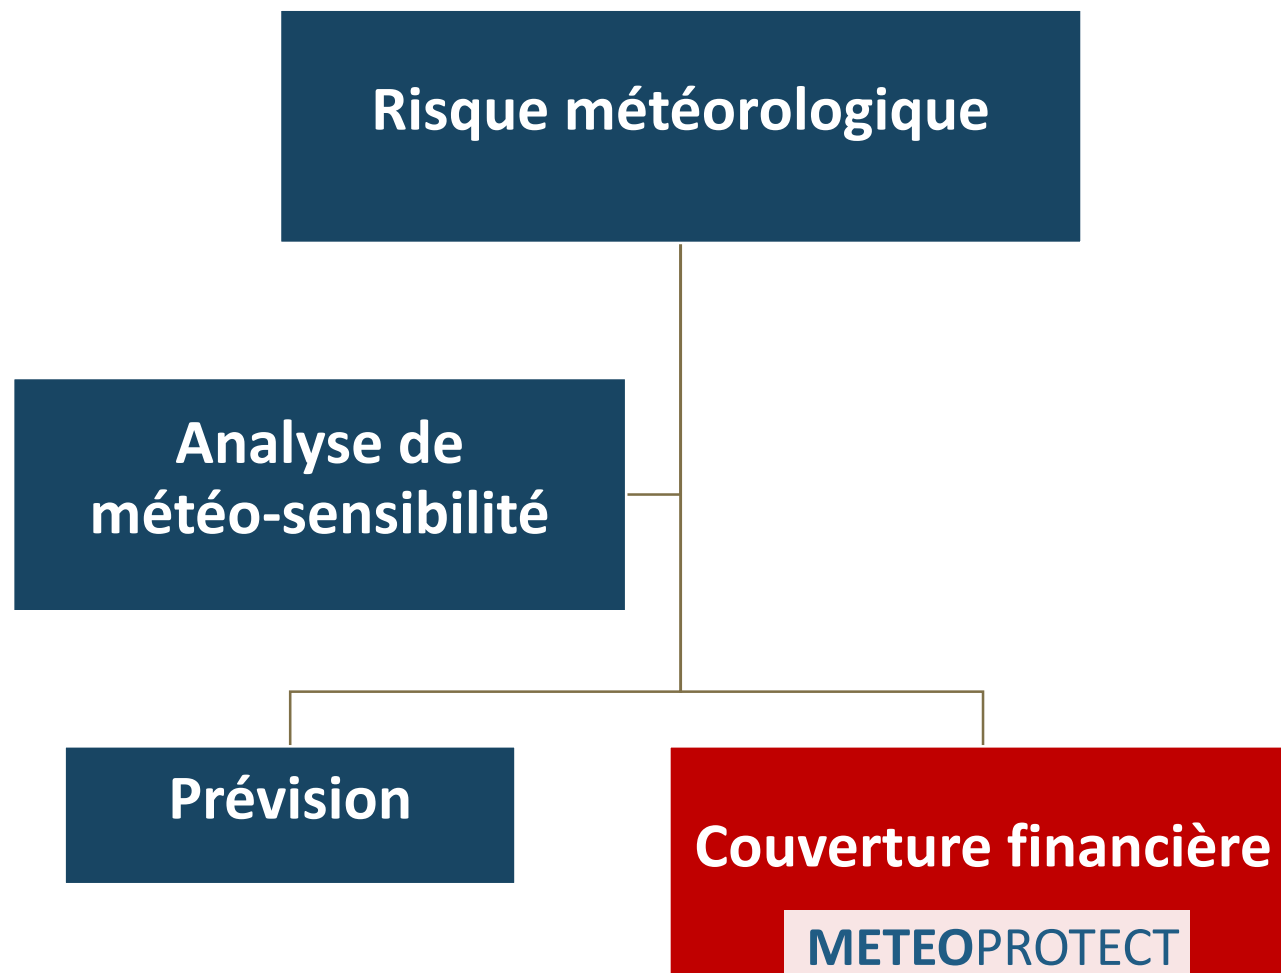 Risque météorologique
Analyse de
météo-sensibilité
Prévision
Couverture financière
METEOPROTECT